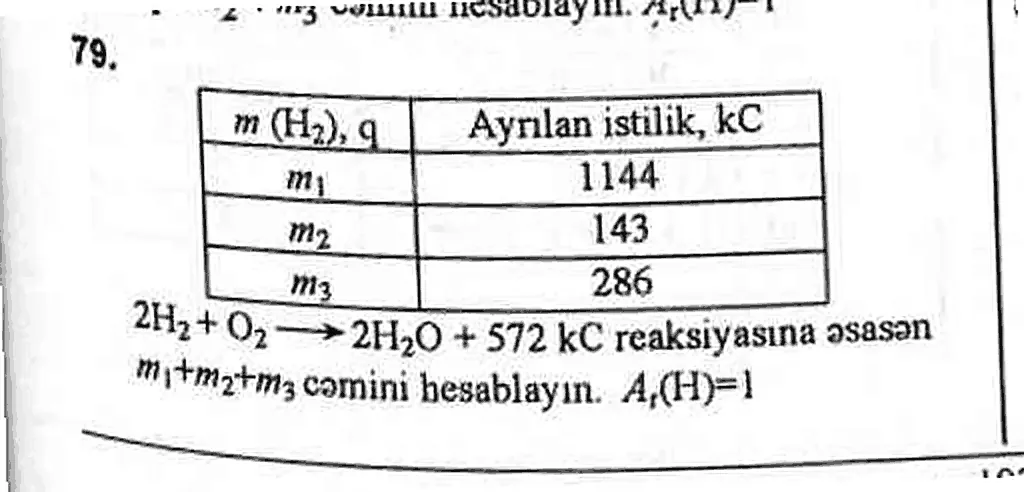 hesablayın.
79.
m (H₂), q Ayrılan istilik, kC
m₁ 1144
m₂ 143
m₃ 286
2H₂ + O₂ ⟶ 2H₂O + 572 kC reaksiyasına əsasən
m₁+m₂+m₃ cəmini hesablayın. Aᵣ(H)=1